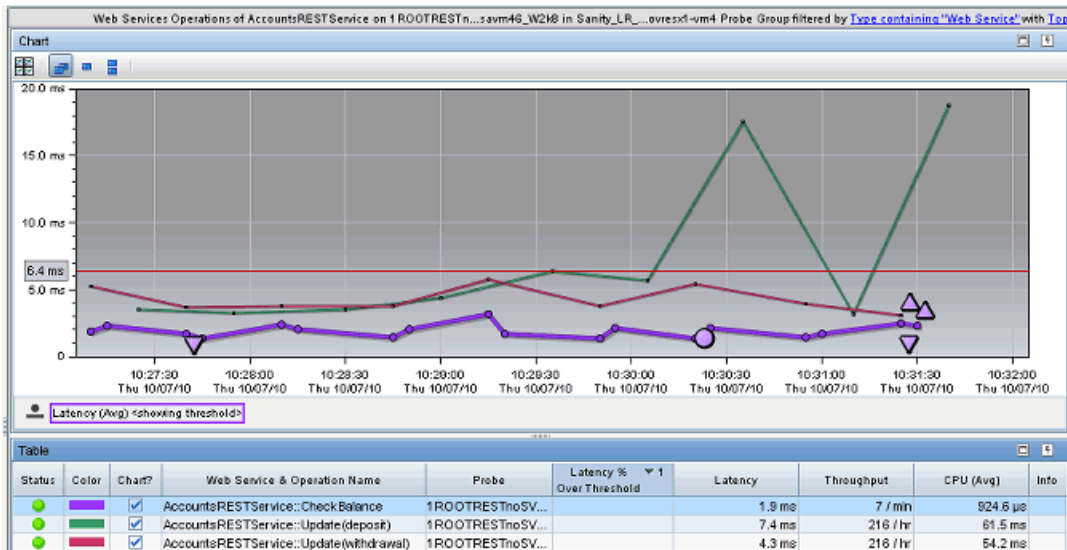 Web Services Operations of AccountsRESTService on 1ROOTRESTn...savm46_W2k8 in Sanity_LR_...ovresx1-vm4 Probe Group filtered by Type containing "Web Service" with Top
Chart
20.0 ms
15.0 ms
10.0 ms
6.4 ms
5.0 ms
0
10:27:30 10:28:00 10:28:30 10:29:00 10:29:30 10:30:00 10:30:30 10:31:00 10:31:30 10:32:00
Thu 10/07/10 Thu 10/07/10 Thu 10/07/10 Thu 10/07/10 Thu 10/07/10 Thu 10/07/10 Thu 10/07/10 Thu 10/07/10 Thu 10/07/10 Thu 10/07/10
Latency (Avg) <showing threshold>
Table
Status Color Chart? Web Service & Operation Name Probe Latency % Over Threshold 1 Latency Throughput CPU (Avg) Info
AccountsRESTService::CheckBalance 1ROOTRESTnoSV... 1.9 ms 7 / min 924.6 µs
AccountsRESTService::Update(deposit) 1ROOTRESTnoSV... 7.4 ms 216 / hr 61.5 ms
AccountsRESTService::Update(withdrawal) 1ROOTRESTnoSV... 4.3 ms 216 / hr 54.2 ms